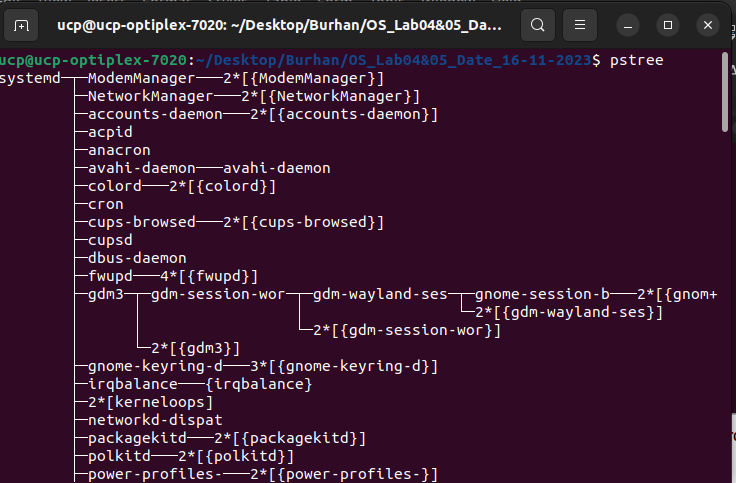 ucp@ucp-optiplex-7020: ~/Desktop/Burhan/OS_Lab04&05_Da...
ucp@ucp-optiplex-7020:~/Desktop/Burhan/OS_Lab04&05_Date_16-11-2023$ pstree
systemd─┬─ModemManager───2*[{ModemManager}]
        ├─NetworkManager───2*[{NetworkManager}]
        ├─accounts-daemon───2*[{accounts-daemon}]
        ├─acpid
        ├─anacron
        ├─avahi-daemon───avahi-daemon
        ├─colord───2*[{colord}]
        ├─cron
        ├─cups-browsed───2*[{cups-browsed}]
        ├─cupsd
        ├─dbus-daemon
        ├─fwupd───4*[{fwupd}]
        ├─gdm3─┬─gdm-session-wor─┬─gdm-wayland-ses─┬─gnome-session-b───2*[{gnom+
        │      │                 │                 └─2*[{gdm-wayland-ses}]
        │      │                 └─2*[{gdm-session-wor}]
        │      └─2*[{gdm3}]
        ├─gnome-keyring-d───3*[{gnome-keyring-d}]
        ├─irqbalance───{irqbalance}
        ├─2*[kerneloops]
        ├─networkd-dispat
        ├─packagekitd───2*[{packagekitd}]
        ├─polkitd───2*[{polkitd}]
        ├─power-profiles-───2*[{power-profiles-}]